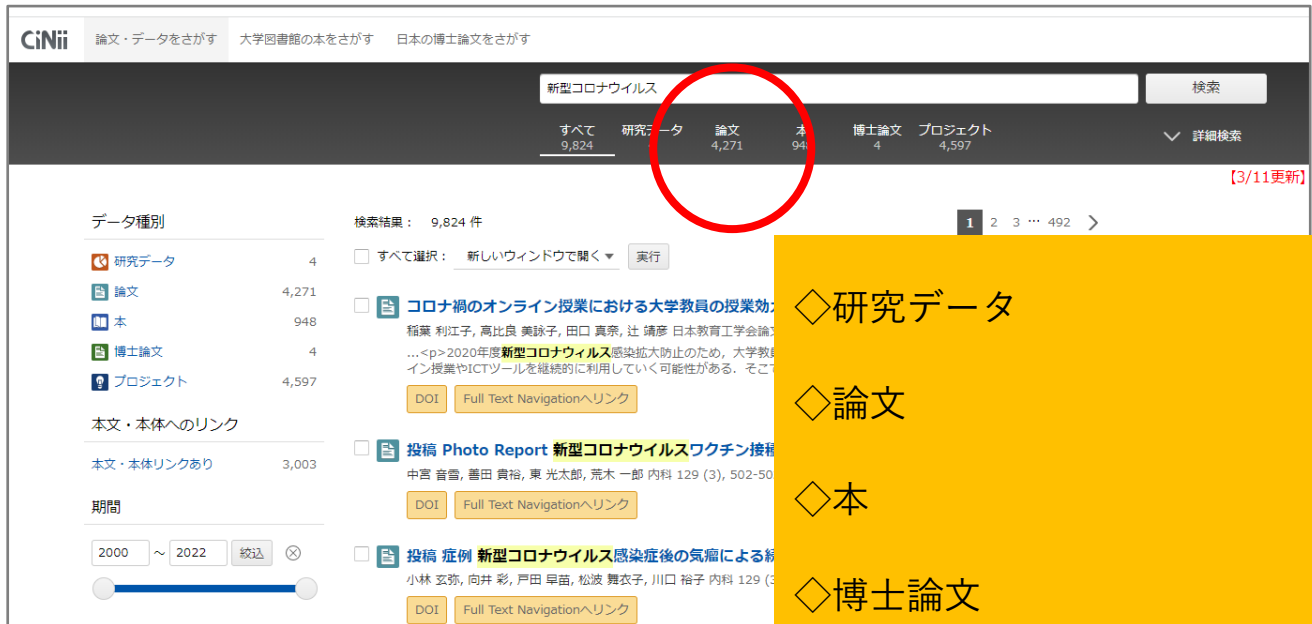 CiNii 論文・データをさがす 大学図書館の本をさがす 日本の博士論文をさがす
新型コロナウイルス 検索
すべて 研究データ 論文 本 博士論文 プロジェクト 詳細検索
9,824 4,271 948 4 4,597
【3/11更新】
データ種別
研究データ 4
論文 4,271
本 948
博士論文 4
プロジェクト 4,597
本文・本体へのリンク
本文・本体リンクあり 3,003
期間
2000 ～ 2022 絞込
検索結果： 9,824 件
1 2 3 … 492
すべて選択： 新しいウィンドウで開く 実行
コロナ禍のオンライン授業における大学教員の授業効
稲葉 利江子, 高比良 美詠子, 田口 真奈, 辻 靖彦 日本教育工学会論
...<p>2020年度新型コロナウィルス感染拡大防止のため，大学教
イン授業やICTツールを継続的に利用していく可能性がある．そこ
DOI Full Text Navigationへリンク
投稿 Photo Report 新型コロナウイルスワクチン接
中宮 音雪, 善田 貴裕, 東 光太郎, 荒木 一郎 内科 129 (3), 502-50
DOI Full Text Navigationへリンク
投稿 症例 新型コロナウイルス感染症後の気瘤による
小林 玄弥, 向井 彩, 戸田 早苗, 松波 舞衣子, 川口 裕子 内科 129
DOI Full Text Navigationへリンク
◇研究データ
◇論文
◇本
◇博士論文